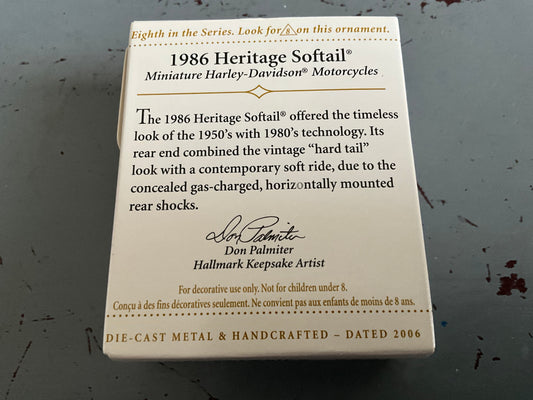 Eighth in the Series. Look for 8 on this ornament.
1986 Heritage Softail®
Miniature Harley-Davidson® Motorcycles
The 1986 Heritage Softail® offered the timeless
look of the 1950's with 1980's technology. Its
rear end combined the vintage "hard tail"
look with a contemporary soft ride, due to the
concealed gas-charged, horizontally mounted
rear shocks.
Don Palmiter
Don Palmiter
Hallmark Keepsake Artist
For decorative use only. Not for children under 8.
Conçu à des fins décoratives seulement. Ne convient pas aux enfants de moins de 8 ans.
DIE-CAST METAL & HANDCRAFTED – DATED 2006